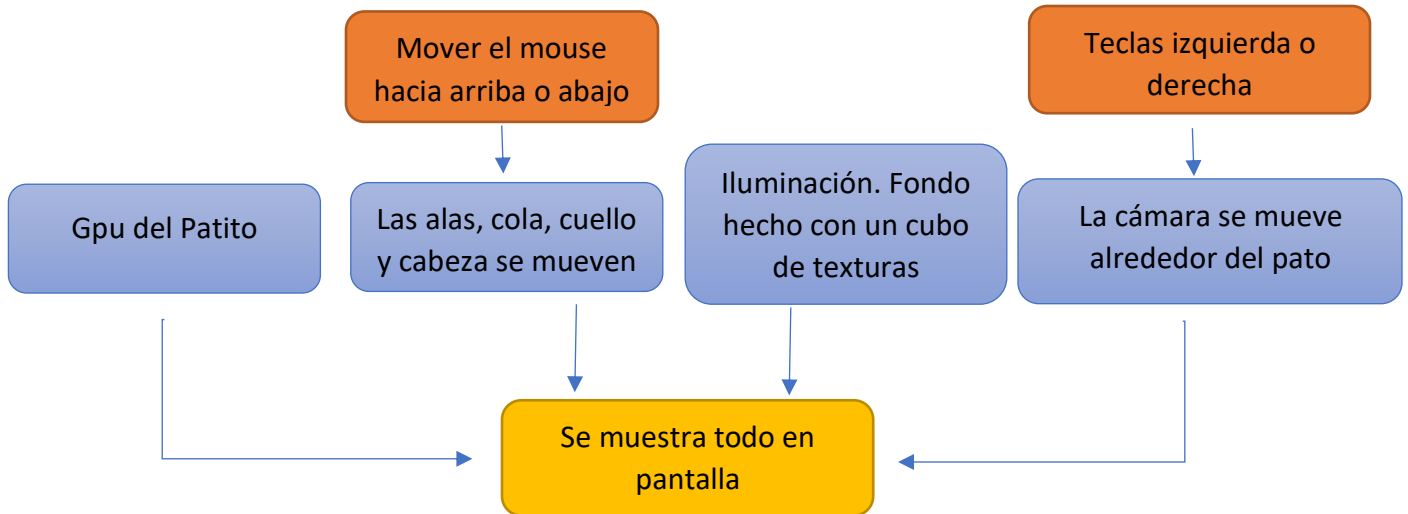 Mover el mouse
hacia arriba o abajo
Teclas izquierda o
derecha
Gpu del Patito
Las alas, cola, cuello
y cabeza se mueven
Iluminación. Fondo
hecho con un cubo
de texturas
La cámara se mueve
alrededor del pato
Se muestra todo en
pantalla